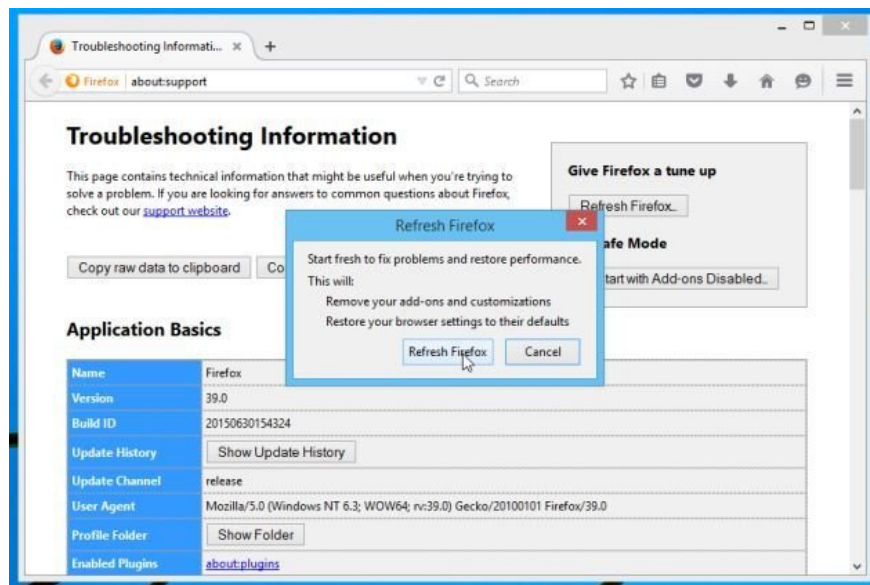 Troubleshooting Informati...
Firefox about:support
Search
Troubleshooting Information
This page contains technical information that might be useful when you're trying to
solve a problem. If you are looking for answers to common questions about Firefox,
check out our support website.
Copy raw data to clipboard Co
Give Firefox a tune up
Refresh Firefox..
afe Mode
tart with Add-ons Disabled..
Refresh Firefox
Start fresh to fix problems and restore performance.
This will:
Remove your add-ons and customizations
Restore your browser settings to their defaults
Refresh Firefox Cancel
Application Basics
Name Firefox
Version 39.0
Build ID 20150630154324
Update History Show Update History
Update Channel release
User Agent Mozilla/5.0 (Windows NT 6.3; WOW64; rv:39.0) Gecko/20100101 Firefox/39.0
Profile Folder Show Folder
Enabled Plugins about:plugins